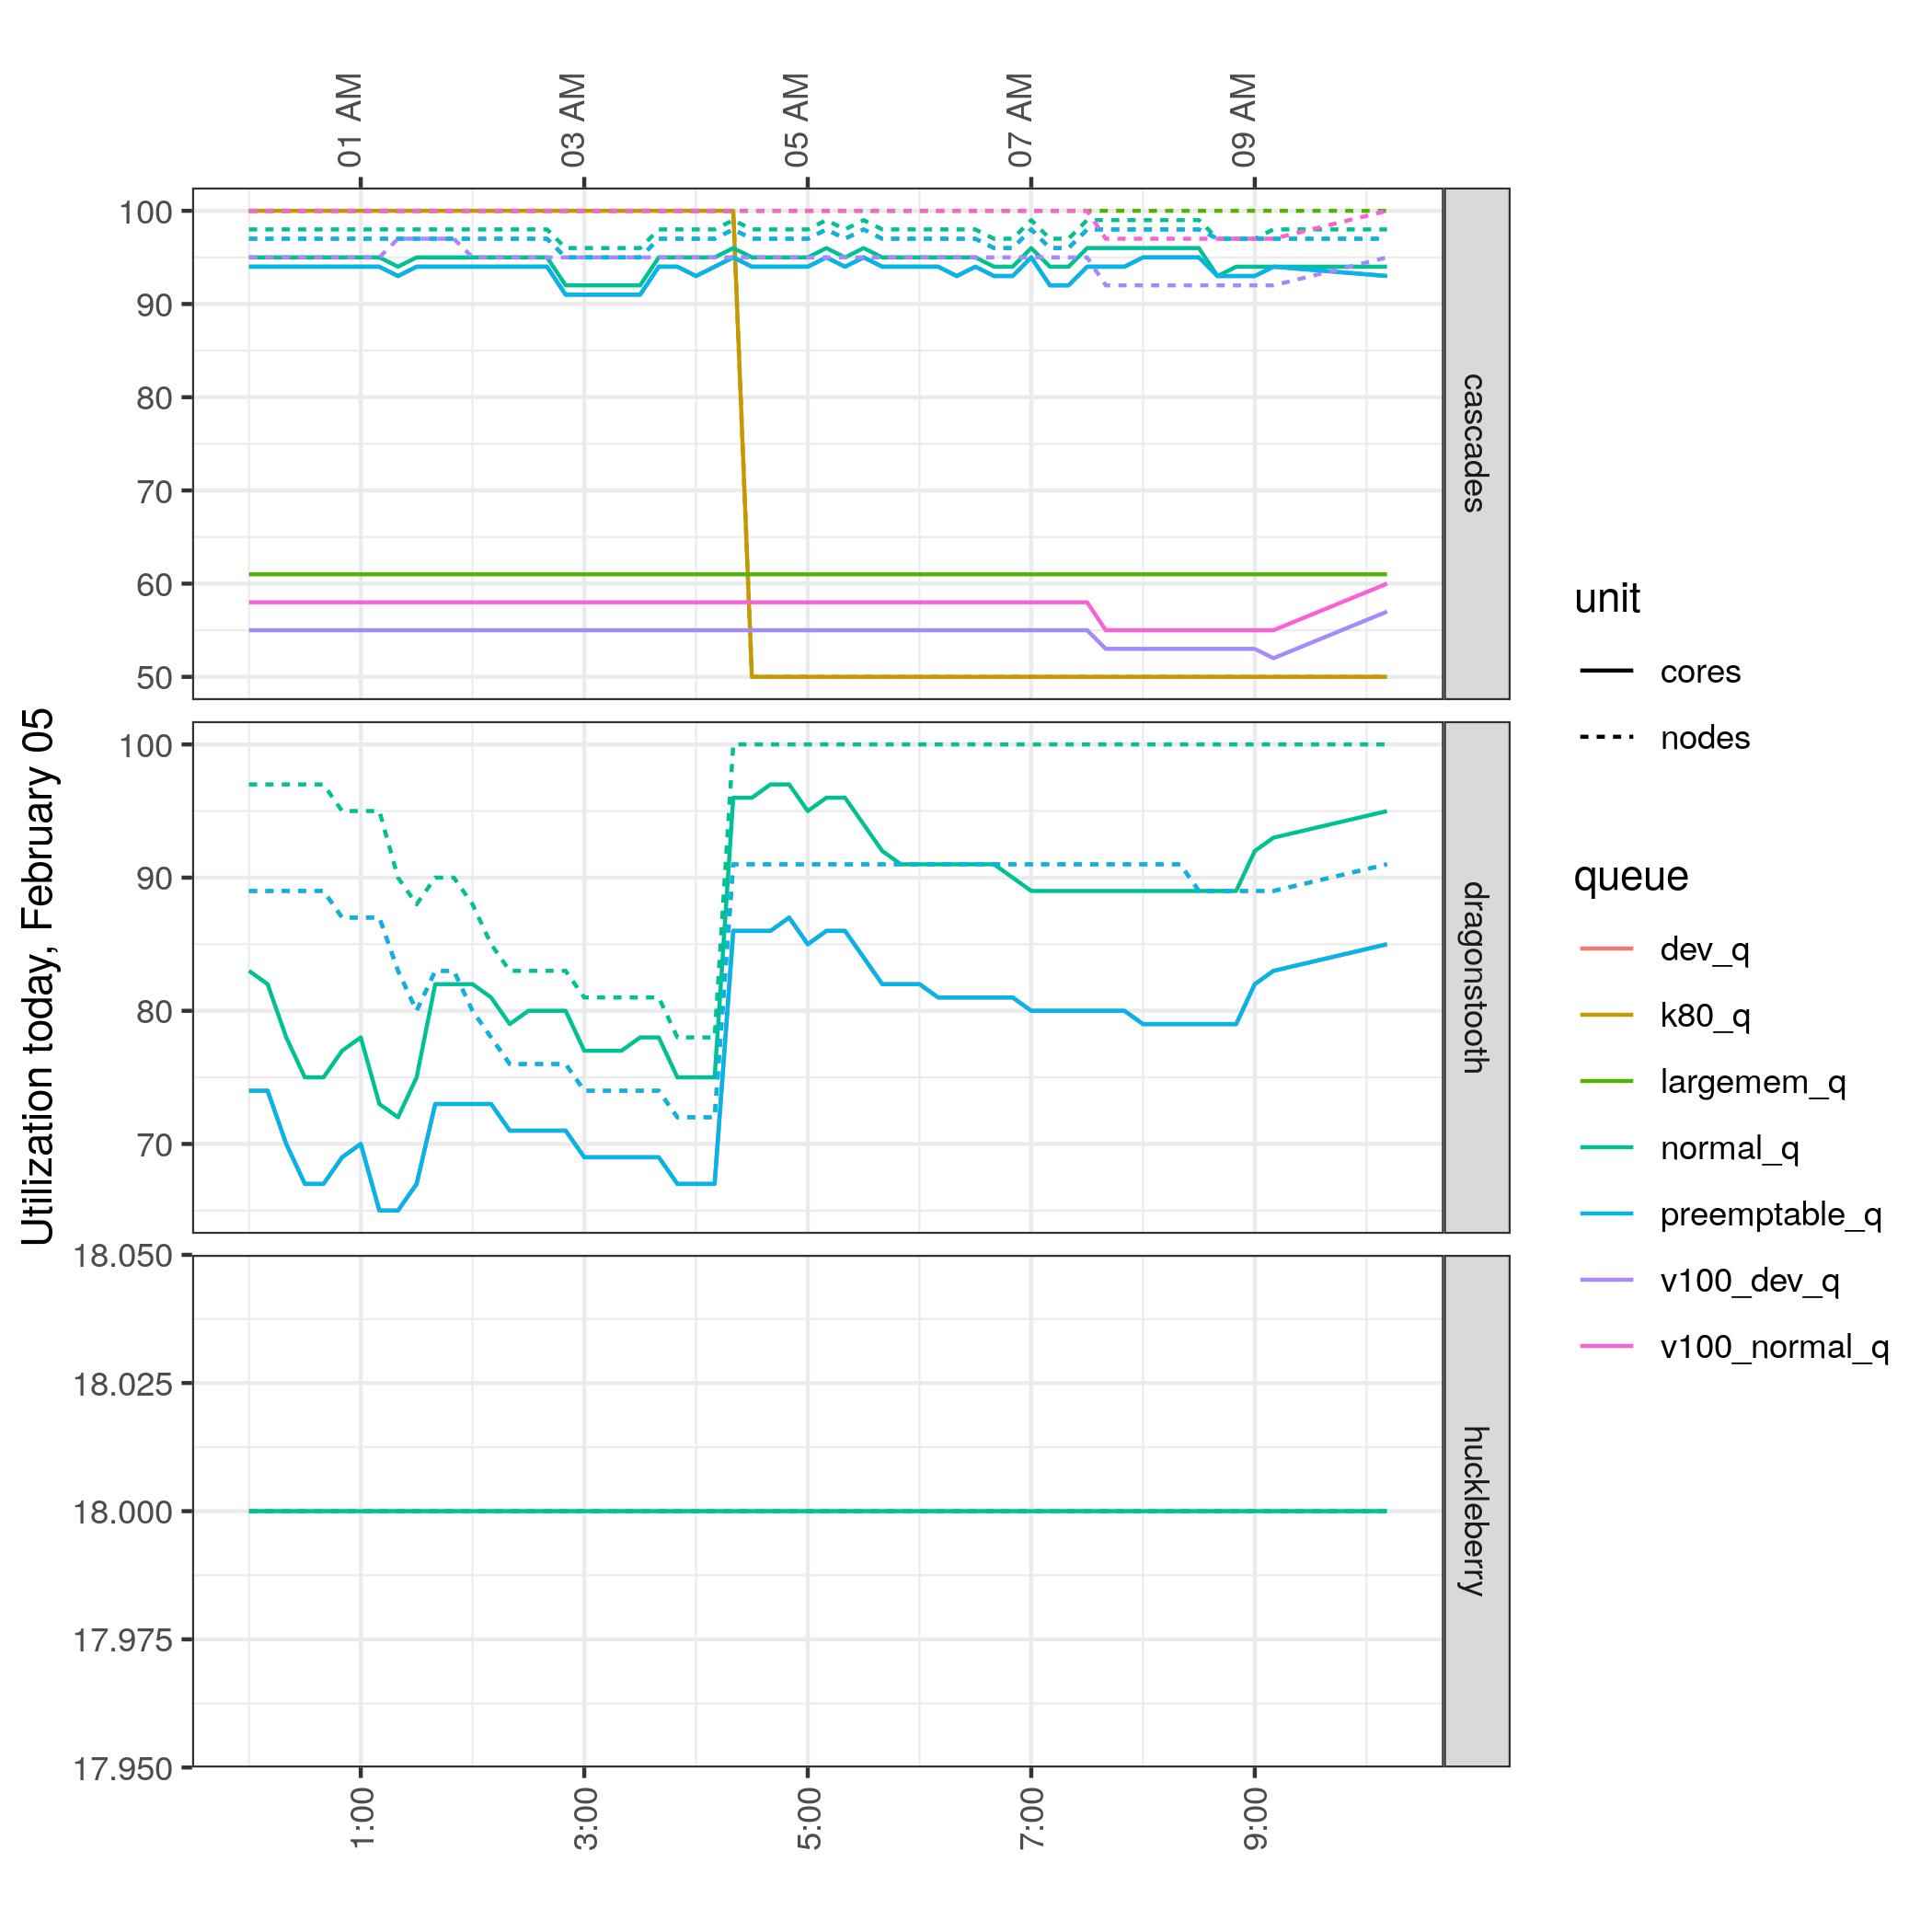 01 AM
03 AM
05 AM
07 AM
09 AM
Utilization today, February 05
100
90
80
70
60
50
cascades
100
90
80
70
dragonstooth
18.050
18.025
18.000
17.975
17.950
huckleberry
1:00
3:00
5:00
7:00
9:00
unit
cores
nodes
queue
dev_q
k80_q
largemem_q
normal_q
preemptable_q
v100_dev_q
v100_normal_q